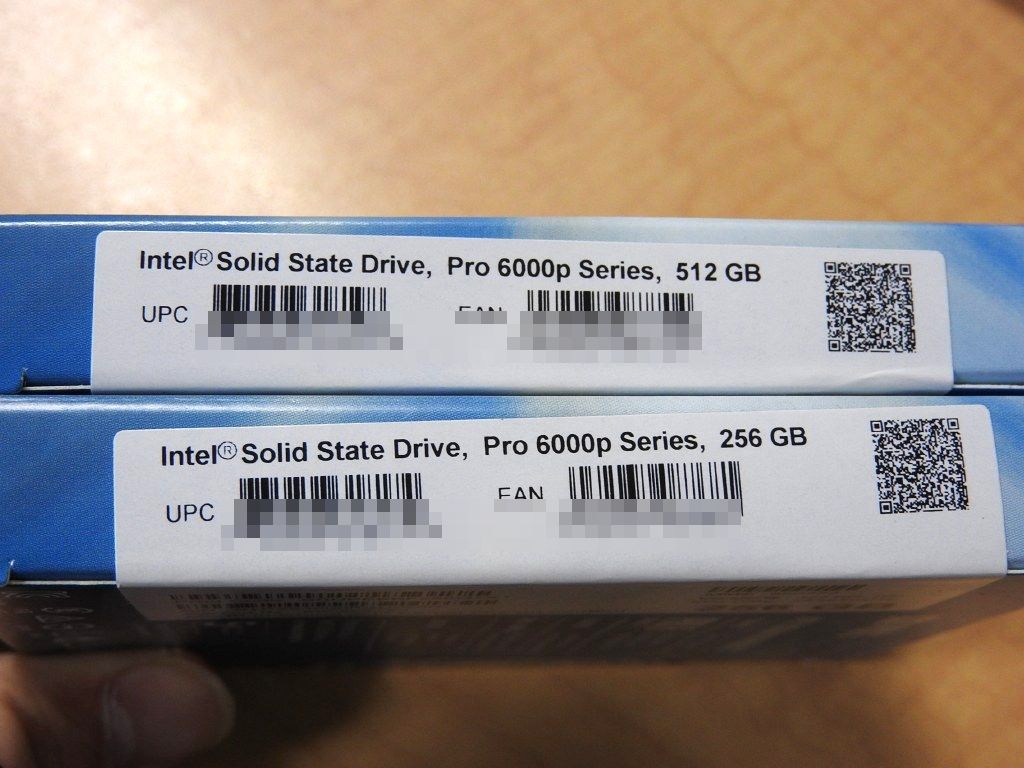 Intel® Solid State Drive, Pro 6000p Series, 512 GB
UPC EAN
Intel® Solid State Drive, Pro 6000p Series, 256 GB
UPC EAN